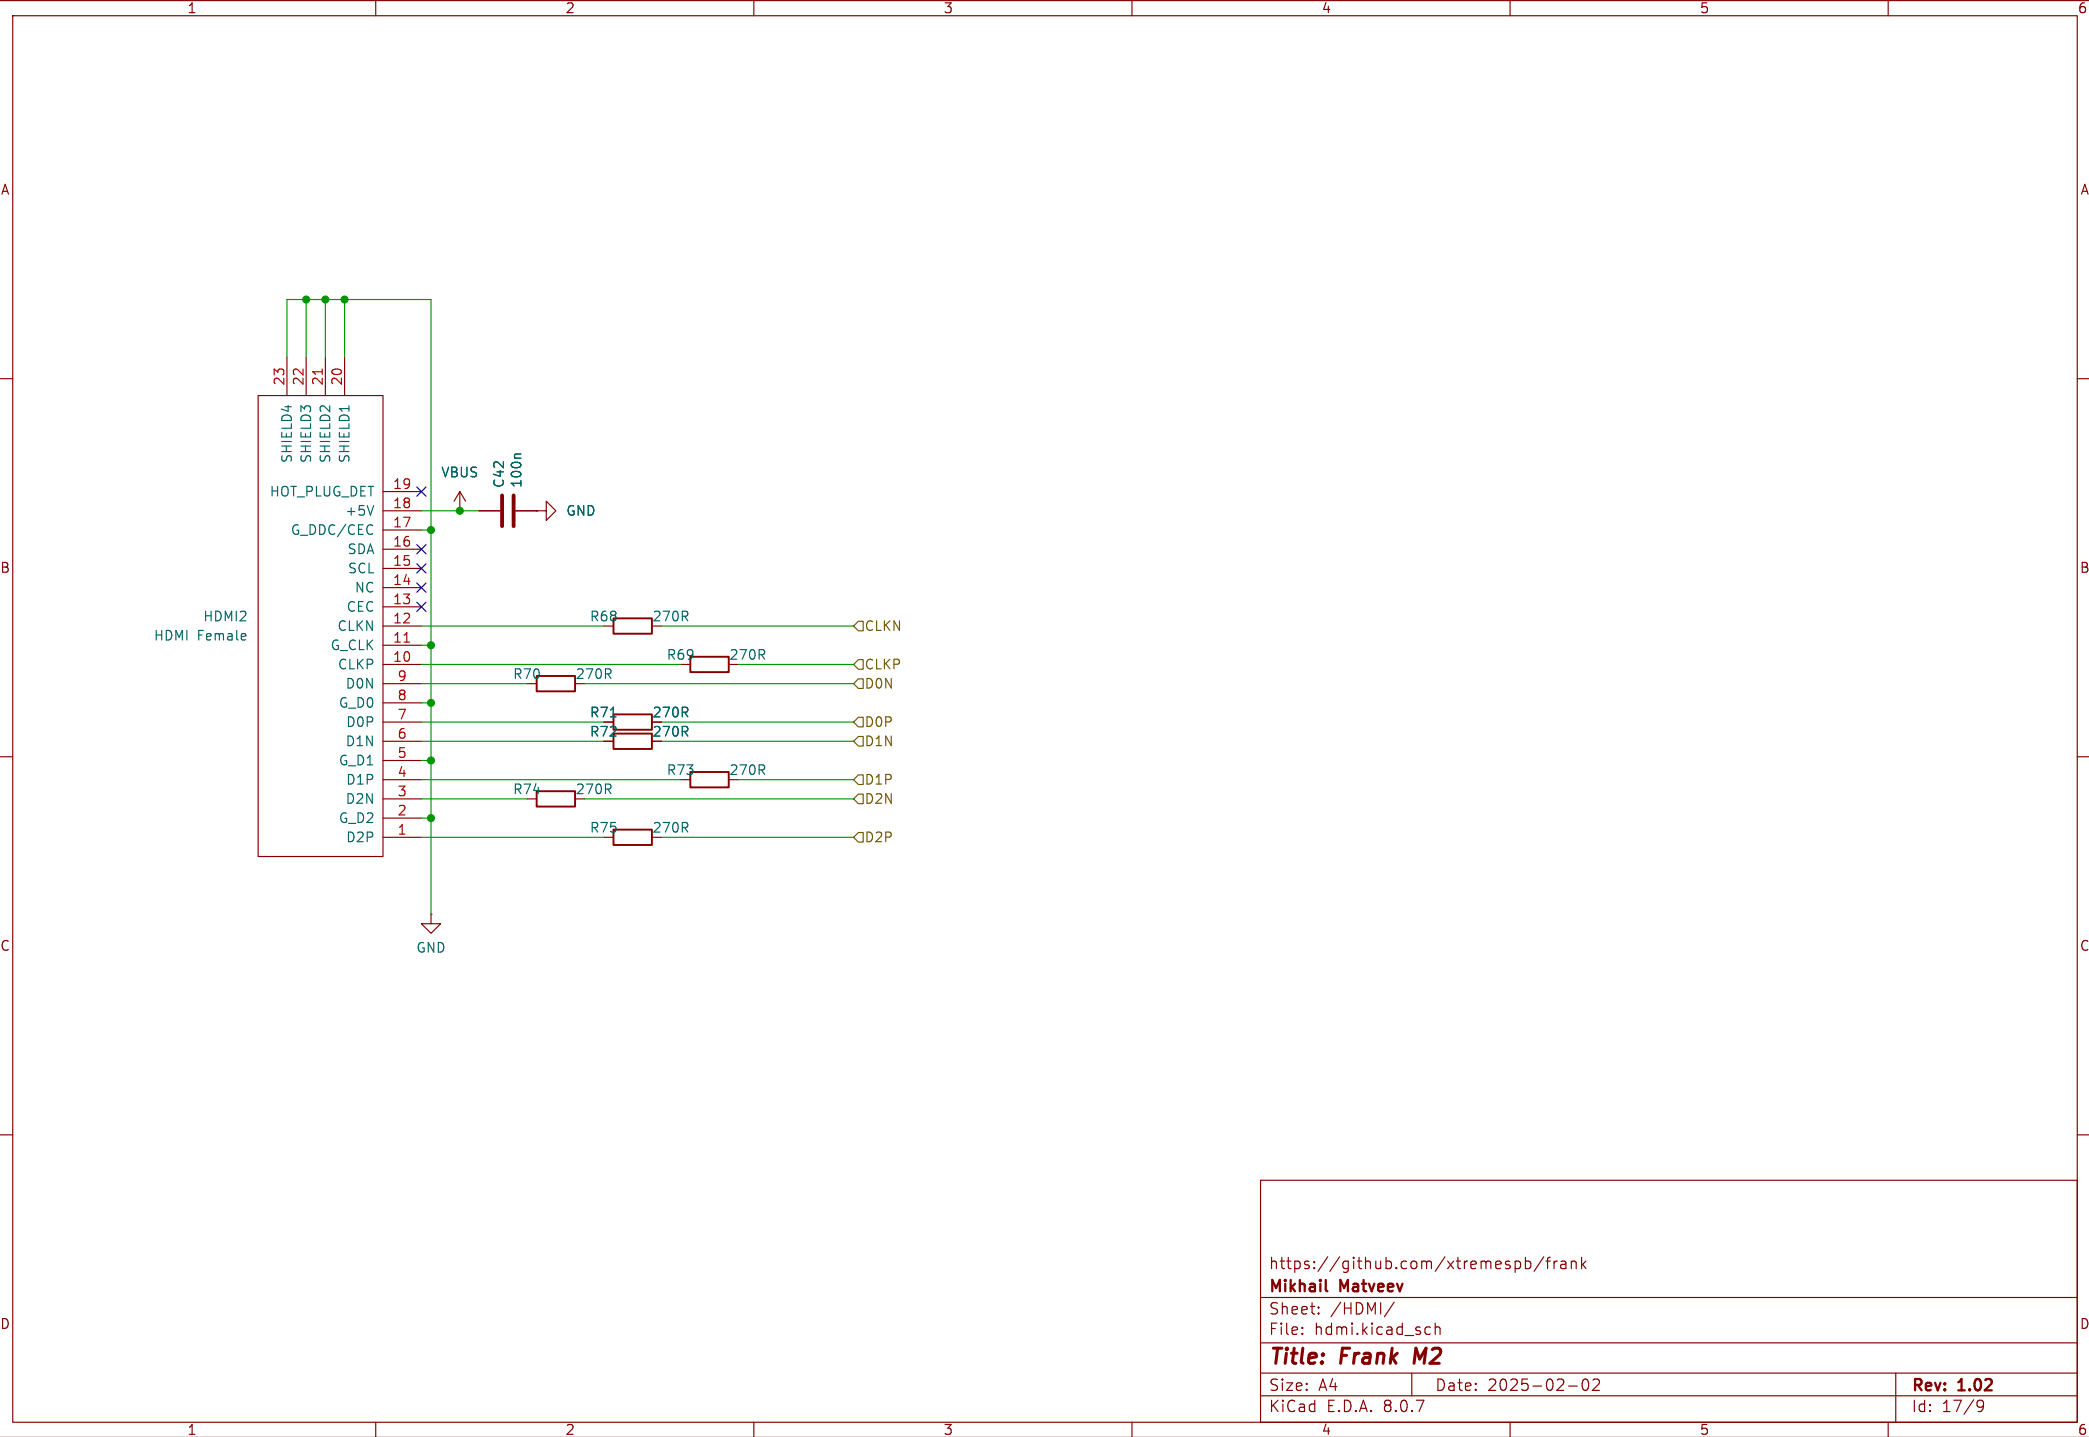 1 2 3 4 5 6
A A
23 22 21 20
SHIELD4 SHIELD3 SHIELD2 SHIELD1
VBUS
C42 100n
HOT_PLUG_DET 19
+5V 18
GND
G_DDC/CEC 17
SDA 16
SCL 15
B B
NC 14
CEC 13
HDMI2
HDMI Female
CLKN 12 R68 270R CLKN
G_CLK 11
CLKP 10 R69 270R CLKP
D0N 9 R70 270R D0N
G_D0 8
D0P 7 R71 270R D0P
D1N 6 R72 270R D1N
G_D1 5
D1P 4 R73 270R D1P
D2N 3 R74 270R D2N
G_D2 2
D2P 1 R75 270R D2P
GND
C C
https://github.com/xtremespb/frank
Mikhail Matveev
Sheet: /HDMI/
File: hdmi.kicad_sch
D D
Title: Frank M2
Size: A4 Date: 2025-02-02 Rev: 1.02
KiCad E.D.A. 8.0.7 Id: 17/9
1 2 3 4 5 6